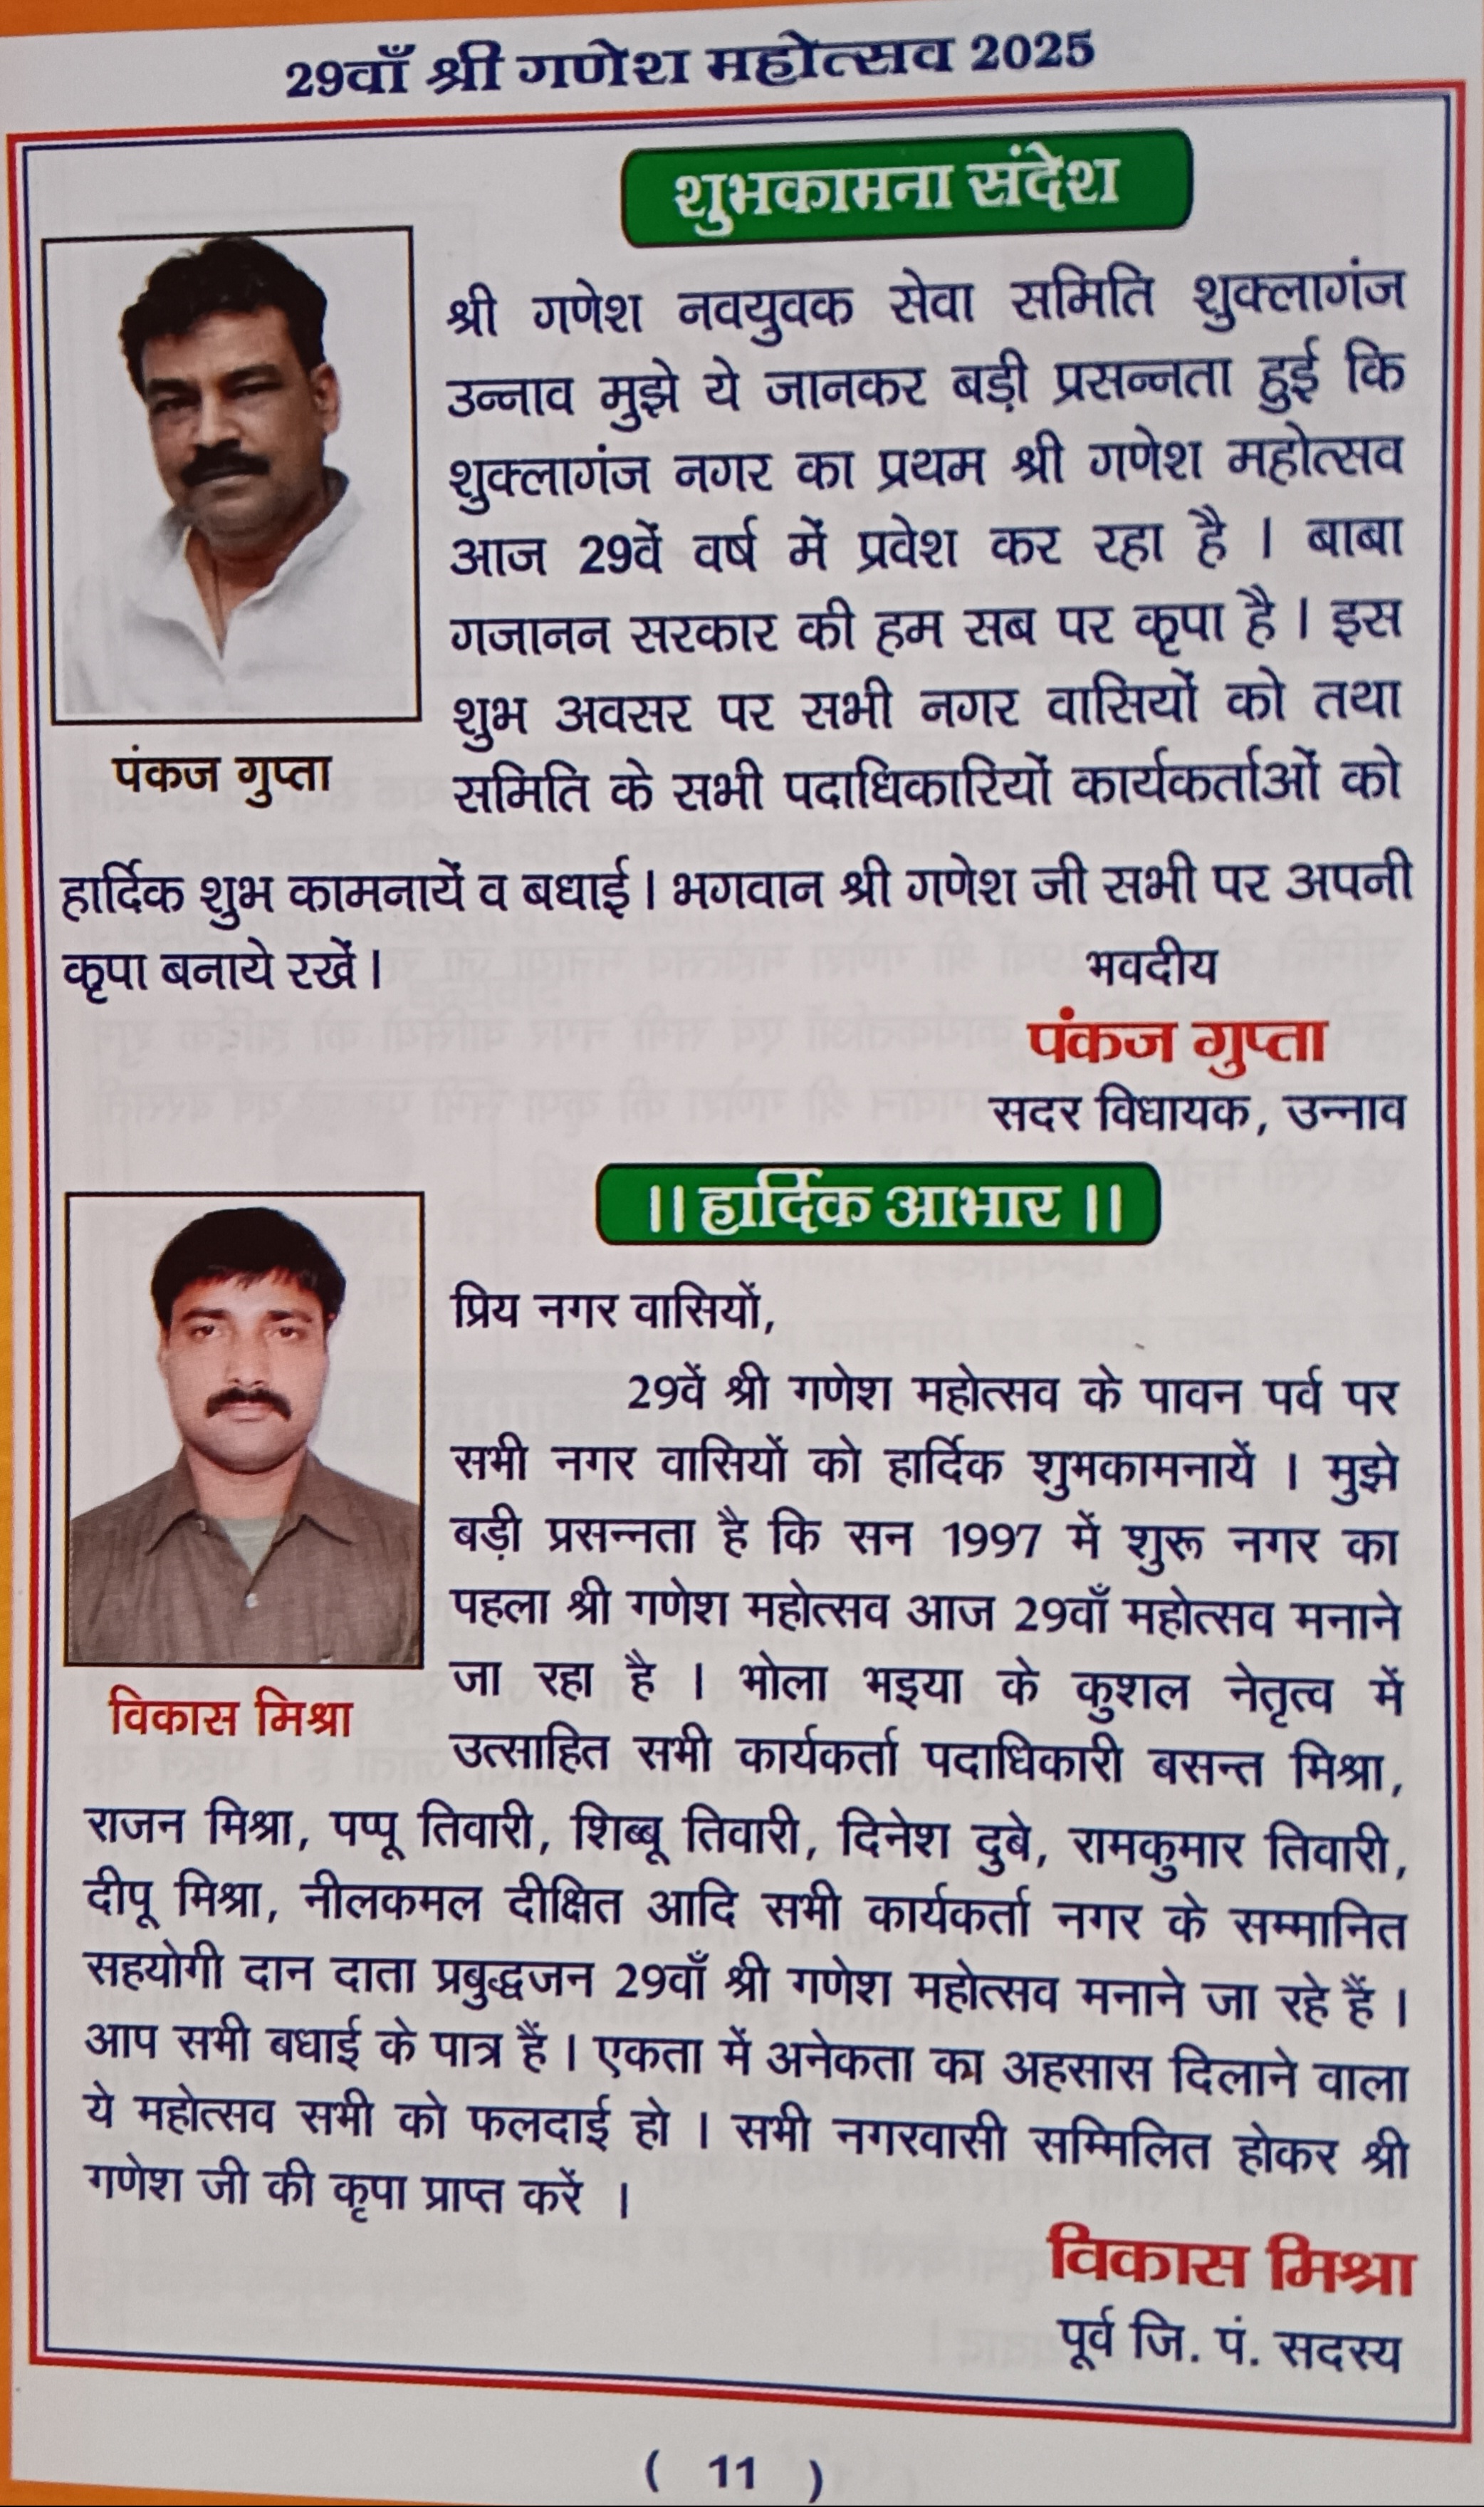 29वाँ श्री गणेश महोत्सव 2025
शुभकामना संदेश
श्री गणेश नवयुवक सेवा समिति शुक्लागंज
उन्नाव मुझे ये जानकर बड़ी प्रसन्नता हुई कि
शुक्लागंज नगर का प्रथम श्री गणेश महोत्सव
आज 29वें वर्ष में प्रवेश कर रहा है । बाबा
गजानन सरकार की हम सब पर कृपा है । इस
शुभ अवसर पर सभी नगर वासियों को तथा
समिति के सभी पदाधिकारियों कार्यकर्ताओं को
पंकज गुप्ता
हार्दिक शुभ कामनायें व बधाई । भगवान श्री गणेश जी सभी पर अपनी
कृपा बनाये रखें ।
भवदीय
पंकज गुप्ता
सदर विधायक, उन्नाव
।। हार्दिक आभार ।।
प्रिय नगर वासियों,
29वें श्री गणेश महोत्सव के पावन पर्व पर
सभी नगर वासियों को हार्दिक शुभकामनायें । मुझे
बड़ी प्रसन्नता है कि सन 1997 में शुरू नगर का
पहला श्री गणेश महोत्सव आज 29वाँ महोत्सव मनाने
जा रहा है । भोला भइया के कुशल नेतृत्व में
विकास मिश्रा
उत्साहित सभी कार्यकर्ता पदाधिकारी बसन्त मिश्रा,
राजन मिश्रा, पप्पू तिवारी, शिब्बू तिवारी, दिनेश दुबे, रामकुमार तिवारी,
दीपू मिश्रा, नीलकमल दीक्षित आदि सभी कार्यकर्ता नगर के सम्मानित
सहयोगी दान दाता प्रबुद्धजन 29वाँ श्री गणेश महोत्सव मनाने जा रहे हैं ।
आप सभी बधाई के पात्र हैं । एकता में अनेकता का अहसास दिलाने वाला
ये महोत्सव सभी को फलदाई हो । सभी नगरवासी सम्मिलित होकर श्री
गणेश जी की कृपा प्राप्त करें ।
विकास मिश्रा
पूर्व जि. पं. सदस्य
( 11 )